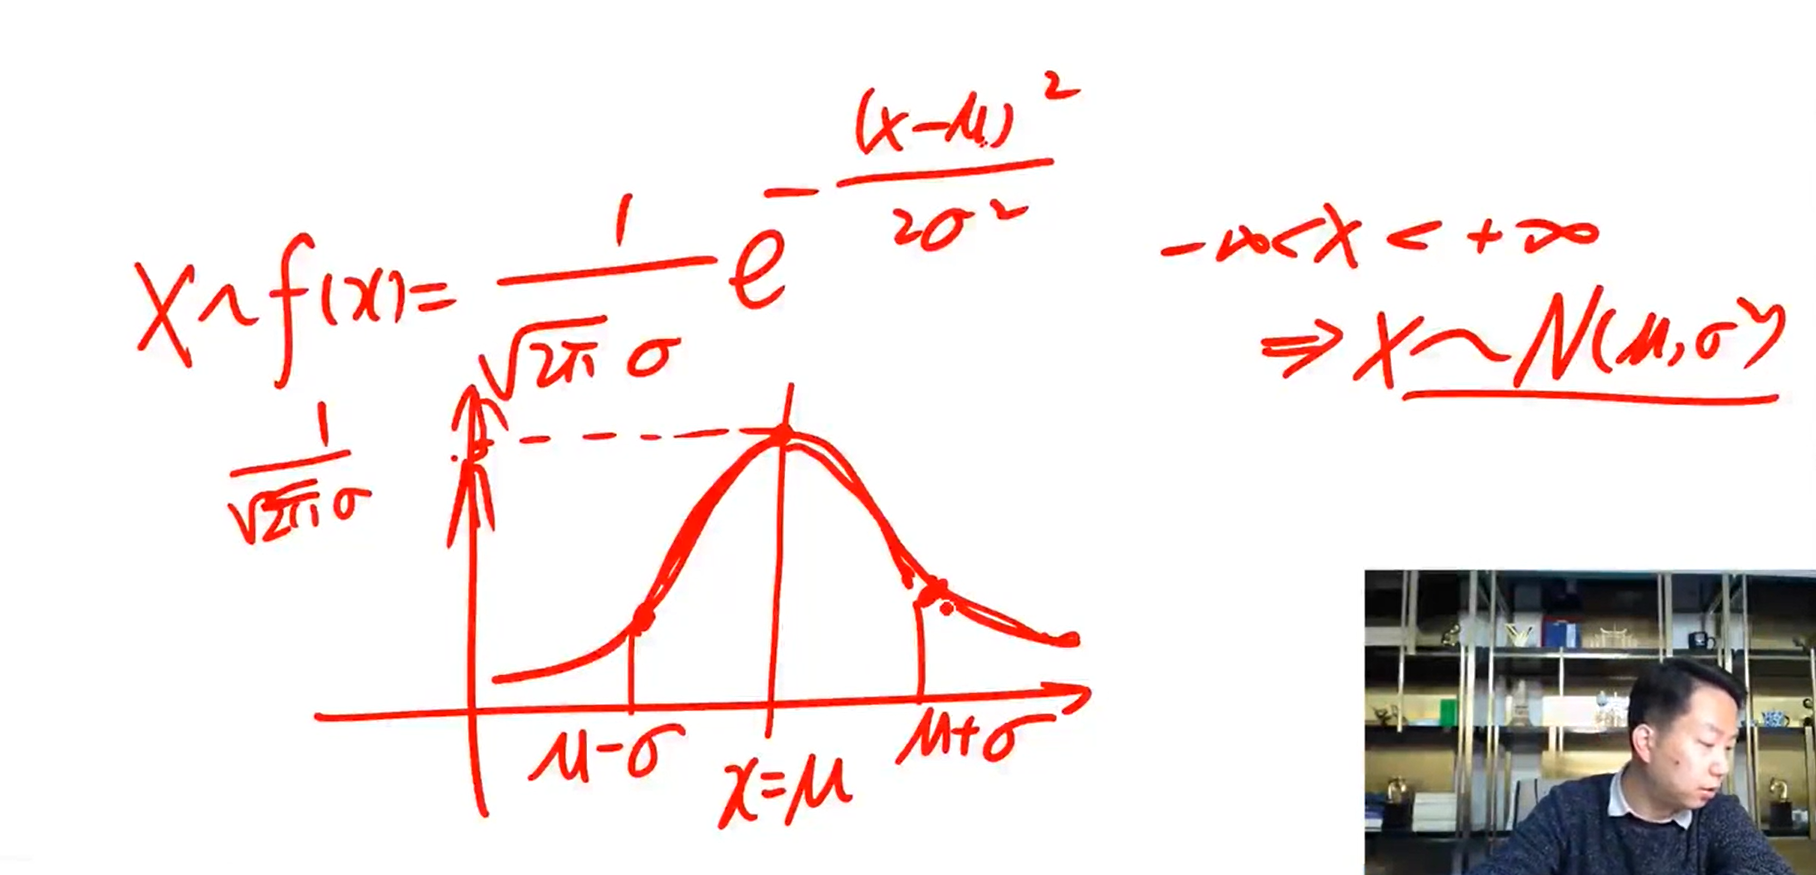 X~f(x)= 1/(√2π σ) e^(-(x-μ)²/(2σ²))
-∞<x<+∞
⇒ X~N(μ,σ²)
1/(√2π σ)
μ-σ
x=μ
μ+σ